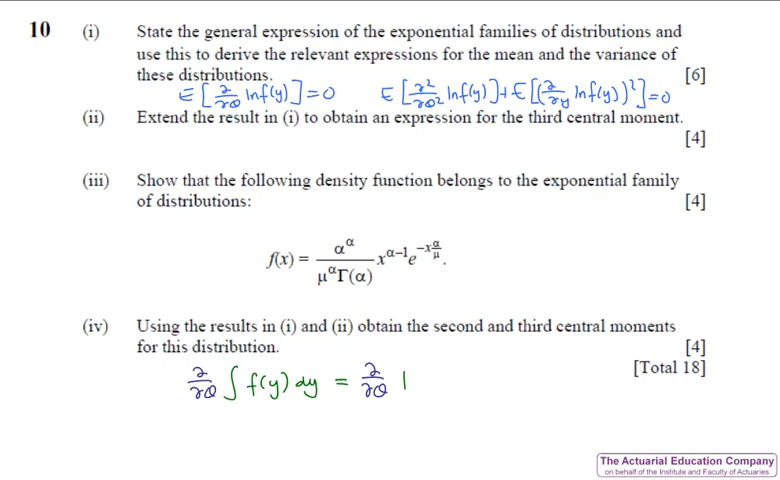 10 (i) State the general expression of the exponential families of distributions and
use this to derive the relevant expressions for the mean and the variance of
these distributions. [6]
E[∂/∂θ ln f(y)] = 0 E[∂²/∂θ² ln f(y)] + E[(∂/∂y ln f(y))²] = 0
(ii) Extend the result in (i) to obtain an expression for the third central moment.
[4]
(iii) Show that the following density function belongs to the exponential family
of distributions: [4]
f(x) = α^α / (μ^α Γ(α)) x^(α–1) e^(–x α/μ).
(iv) Using the results in (i) and (ii) obtain the second and third central moments
for this distribution. [4]
[Total 18]
∂/∂θ ∫ f(y) dy = ∂/∂θ 1
The Actuarial Education Company
on behalf of the Institute and Faculty of Actuaries